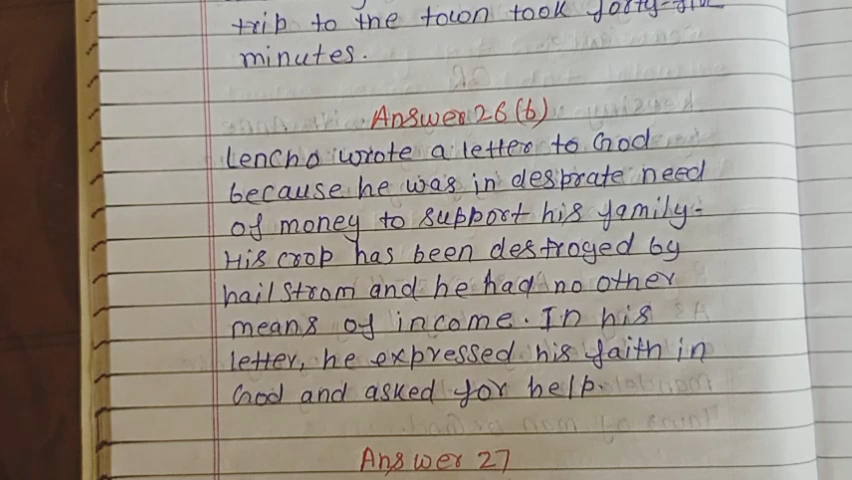 trip to the town took forty-five
minutes.
Answer 26 (b)
Lencho wrote a letter to God
because he was in desprate need
of money to support his family.
His crop has been destroyed by
hailstrom and he had no other
means of income. In his
letter, he expressed his faith in
God and asked for help.
Answer 27